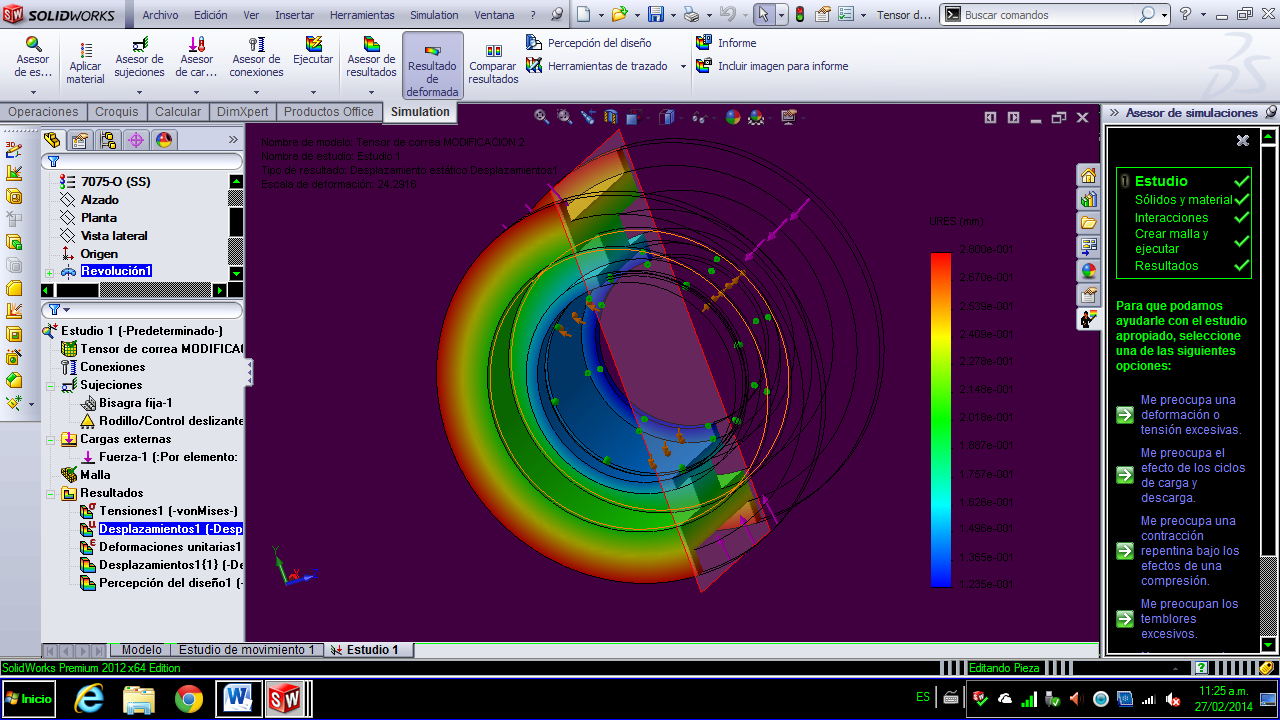 SOLIDWORKS
Archivo Edición Ver Insertar Herramientas Simulation Ventana ?
Tensor d...
Buscar comandos
Asesor de es...
Aplicar material
Asesor de sujeciones
Asesor de car...
Asesor de conexiones
Ejecutar
Asesor de resultados
Resultado de deformada
Comparar resultados
Percepción del diseño
Herramientas de trazado
Informe
Incluir imagen para informe
Operaciones Croquis Calcular DimXpert Productos Office Simulation
7075-O (SS)
Alzado
Planta
Vista lateral
Origen
Revolución1
Estudio 1 (-Predeterminado-)
Tensor de correa MODIFICA
Conexiones
Sujeciones
Bisagra fija-1
Rodillo/Control deslizante
Cargas externas
Fuerza-1 (:Por elemento:
Malla
Resultados
Tensiones1 (-vonMises-)
Desplazamientos1 (-Desp
Deformaciones unitarias1
Desplazamientos1{1} (-De
Percepción del diseño1 (-
Nombre de modelo: Tensor de correa MODIFICACION 2
Nombre de estudio: Estudio 1
Tipo de resultado: Desplazamiento estático Desplazamientos1
Escala de deformación: 24.2916
URES (mm)
2.800e-001
2.670e-001
2.539e-001
2.409e-001
2.278e-001
2.148e-001
2.018e-001
1.887e-001
1.757e-001
1.626e-001
1.496e-001
1.365e-001
1.235e-001
Asesor de simulaciones
1 Estudio
Sólidos y material
Interacciones
Crear malla y
ejecutar
Resultados
Para que podamos
ayudarle con el estudio
apropiado, seleccione
una de las siguientes
opciones:
Me preocupa una
deformación o
tensión excesivas.
Me preocupa el
efecto de los ciclos
de carga y
descarga.
Me preocupa una
contracción
repentina bajo los
efectos de una
compresión.
Me preocupan los
temblores
excesivos.
Modelo Estudio de movimiento 1 Estudio 1
SolidWorks Premium 2012 x64 Edition
Editando Pieza
Inicio
ES
11:25 a.m.
27/02/2014